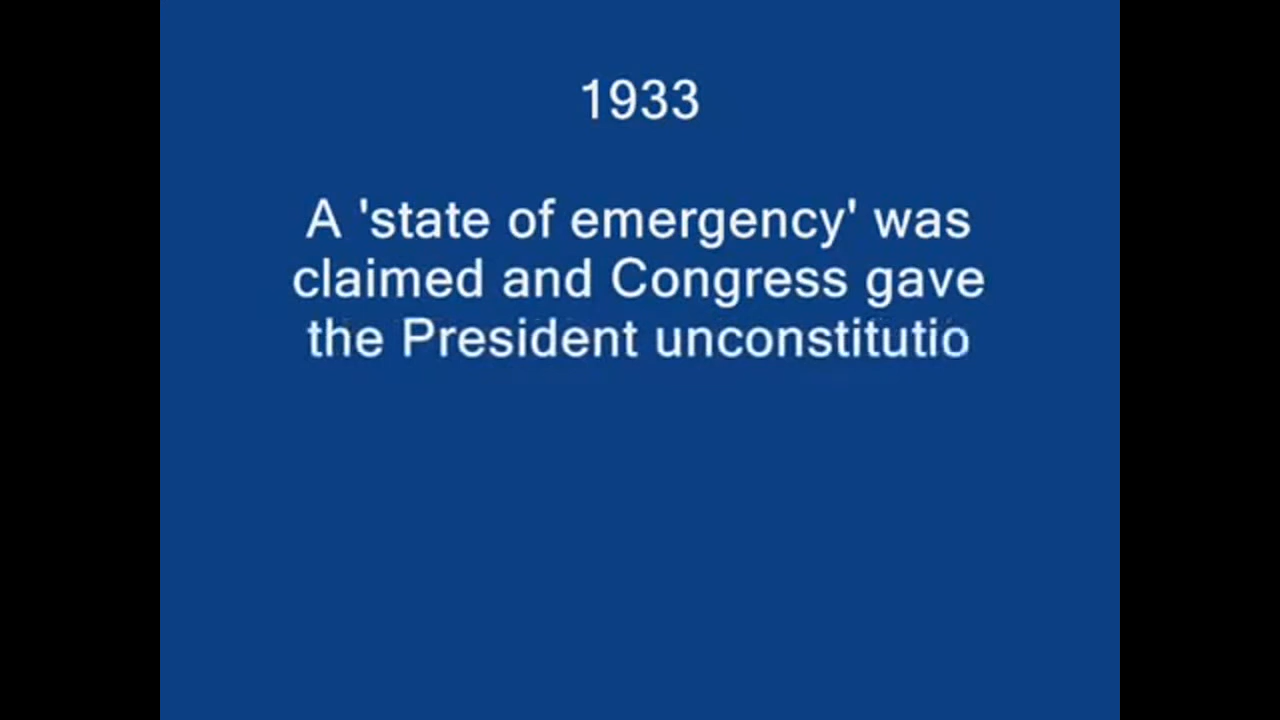 1933
A 'state of emergency' was
claimed and Congress gave
the President unconstitutio